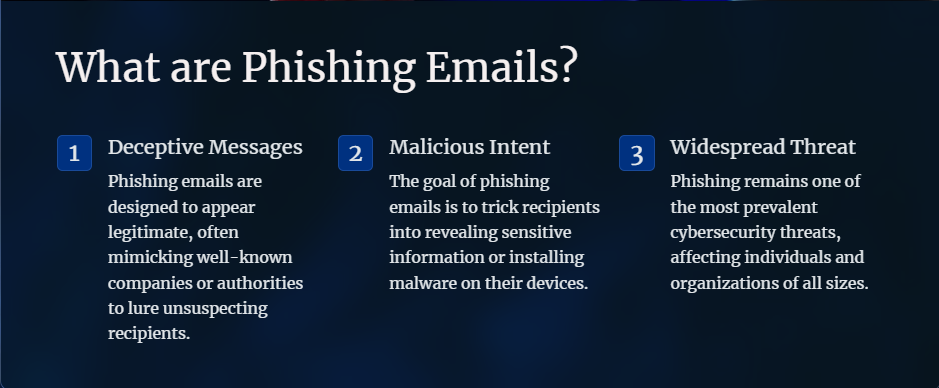 What are Phishing Emails?
1
Deceptive Messages
Phishing emails are
designed to appear
legitimate, often
mimicking well-known
companies or authorities
to lure unsuspecting
recipients.
2
Malicious Intent
The goal of phishing
emails is to trick recipients
into revealing sensitive
information or installing
malware on their devices.
3
Widespread Threat
Phishing remains one of
the most prevalent
cybersecurity threats,
affecting individuals and
organizations of all sizes.